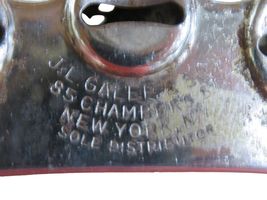 J.L. GALEF
85 CHAMBERS
NEW YORK, N.Y.
SOLE DISTRIBUTOR